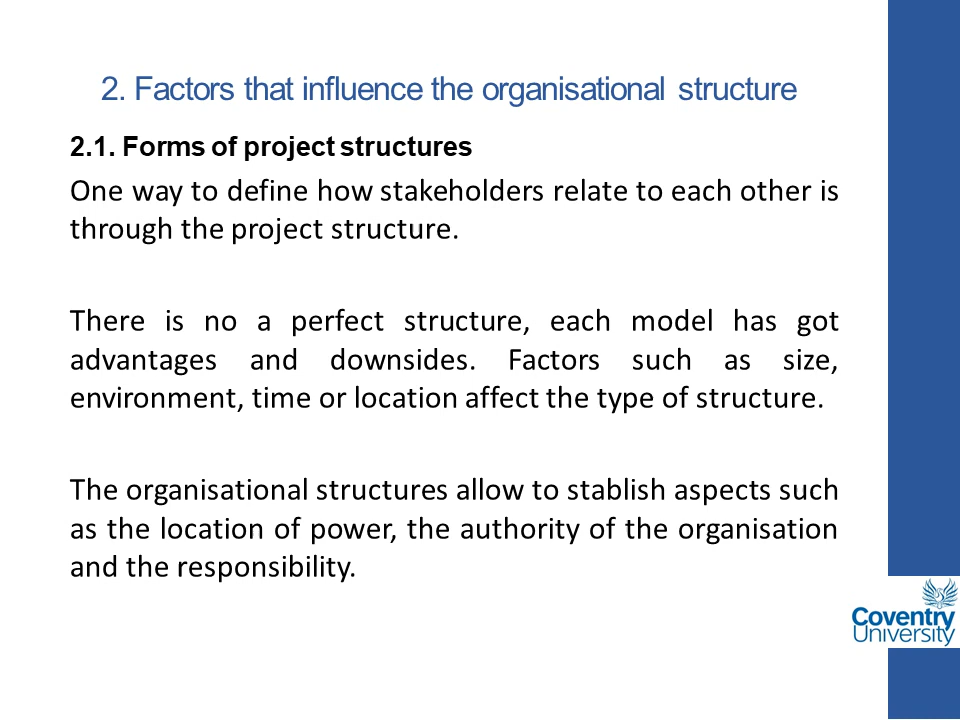 2. Factors that influence the organisational structure
2.1. Forms of project structures
One way to define how stakeholders relate to each other is
through the project structure.
There is no a perfect structure, each model has got
advantages and downsides. Factors such as size,
environment, time or location affect the type of structure.
The organisational structures allow to stablish aspects such
as the location of power, the authority of the organisation
and the responsibility.
Coventry
University